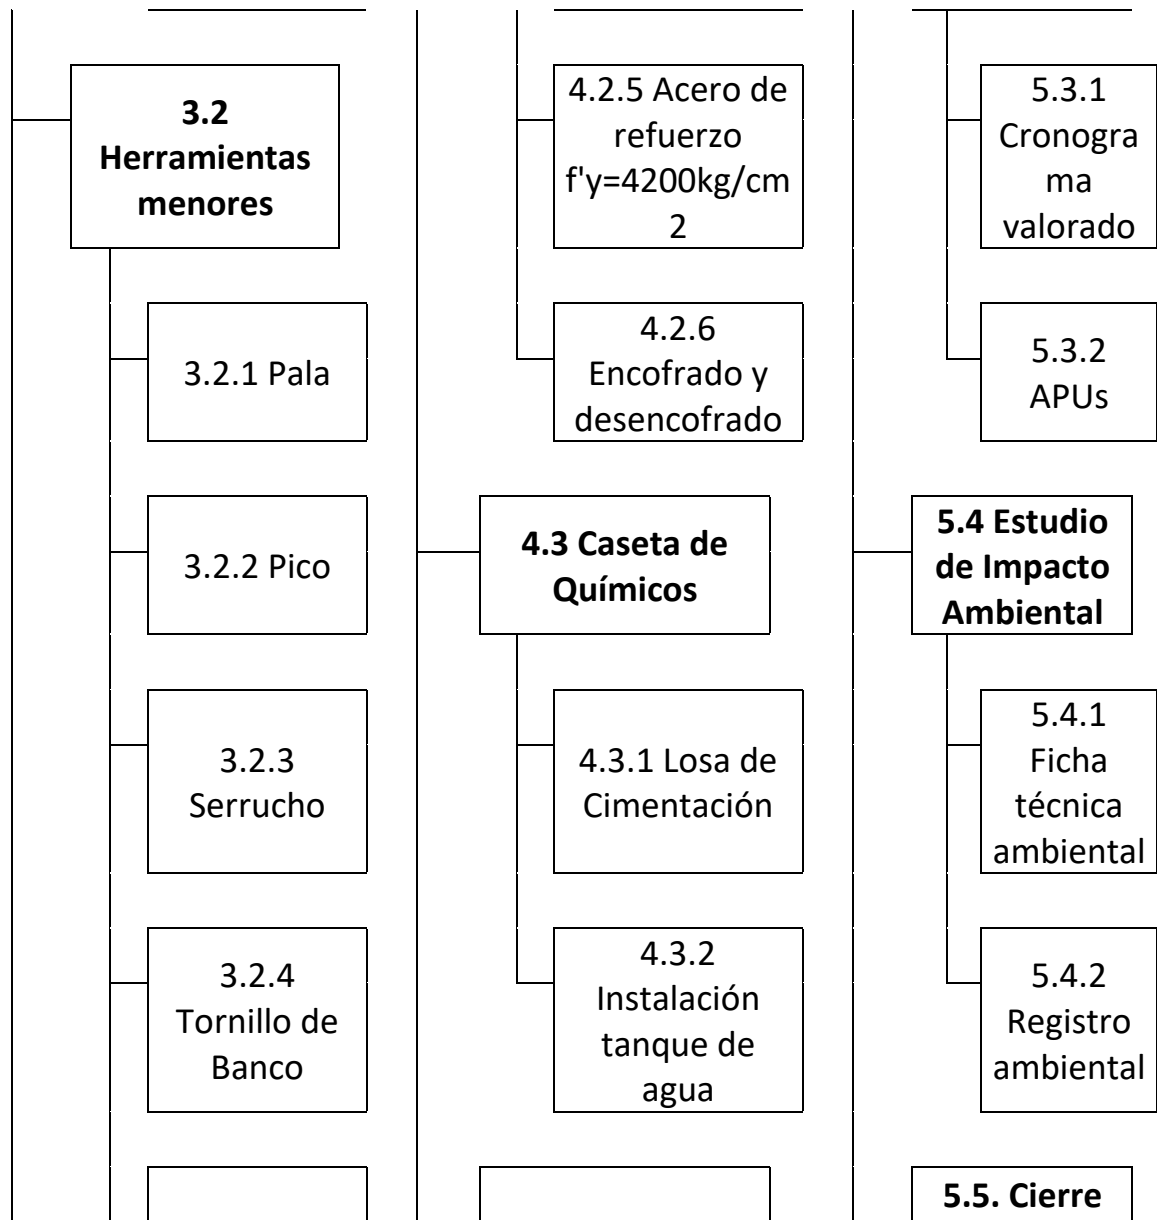 3.2
Herramientas
menores
3.2.1 Pala
3.2.2 Pico
3.2.3
Serrucho
3.2.4
Tornillo de
Banco
4.2.5 Acero de
refuerzo
f'y=4200kg/cm
2
4.2.6
Encofrado y
desencofrado
4.3 Caseta de
Químicos
4.3.1 Losa de
Cimentación
4.3.2
Instalación
tanque de
agua
5.3.1
Cronogra
ma
valorado
5.3.2
APUs
5.4 Estudio
de Impacto
Ambiental
5.4.1
Ficha
técnica
ambiental
5.4.2
Registro
ambiental
5.5. Cierre